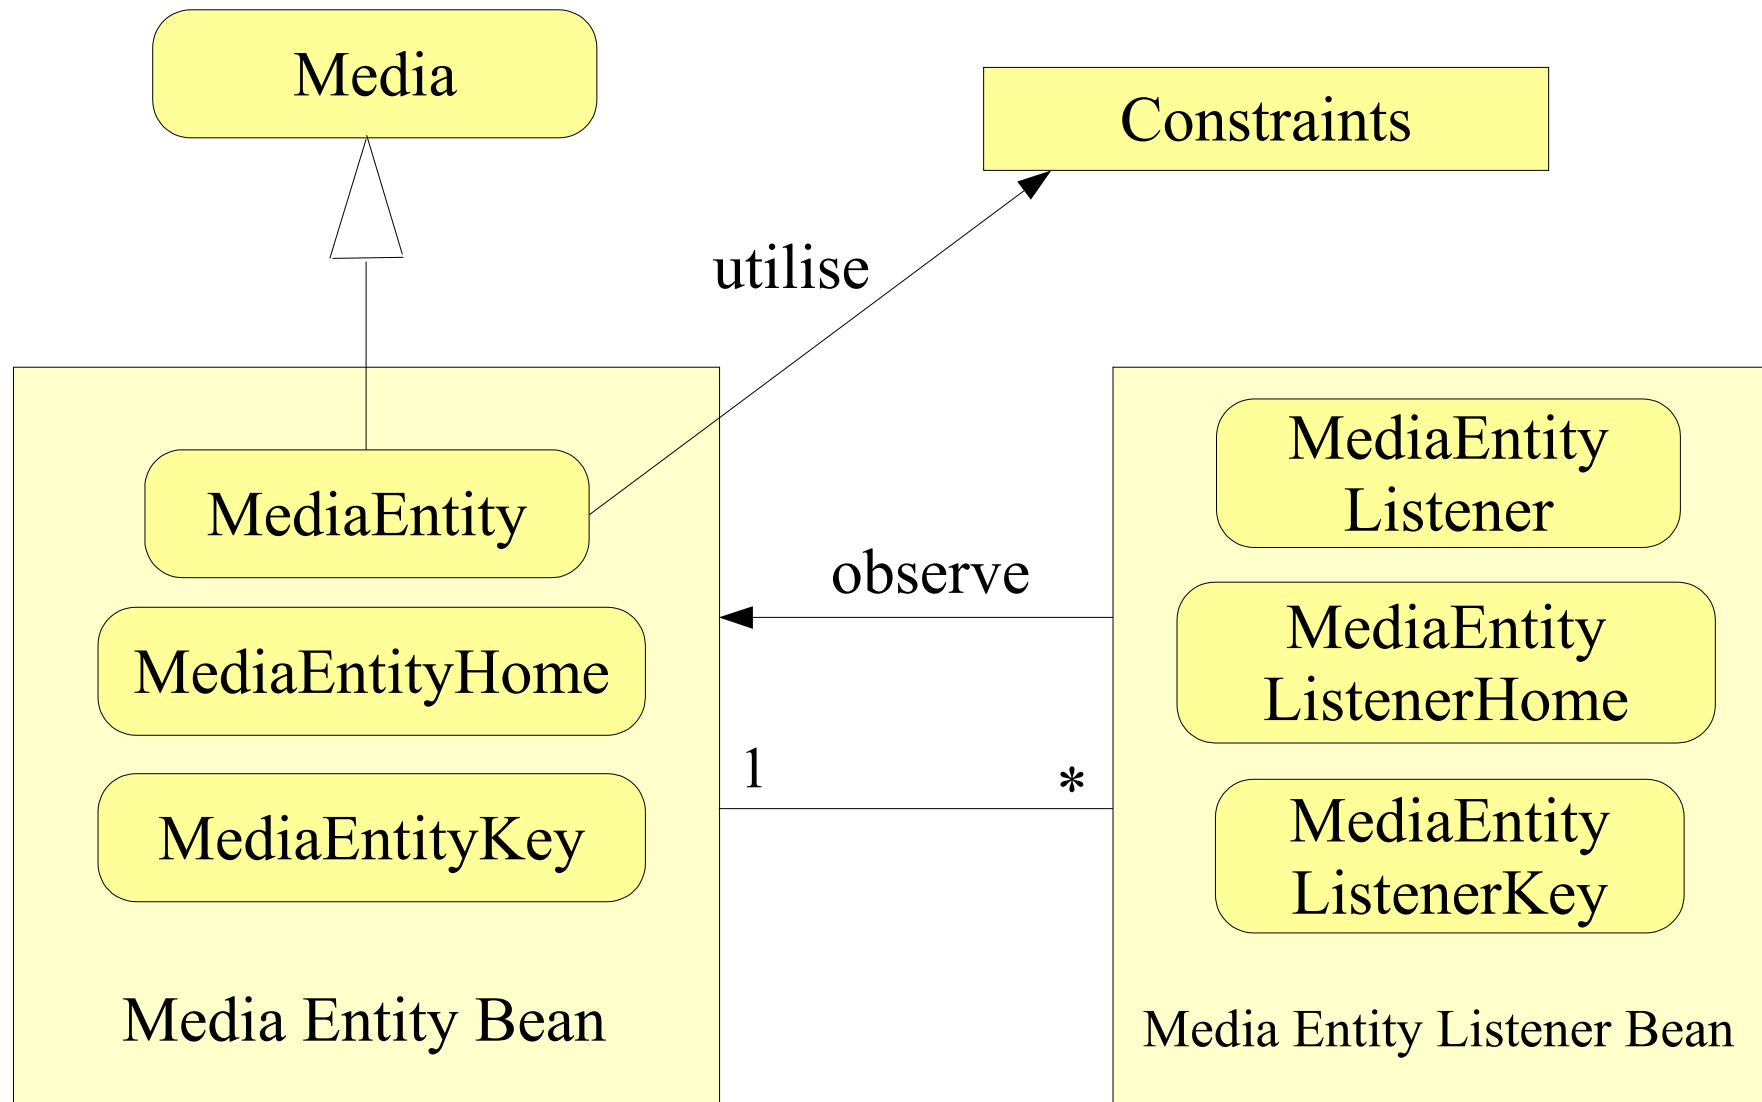 Media
Constraints
utilise
MediaEntity
MediaEntityHome
MediaEntityKey
Media Entity Bean
observe
1
*
MediaEntity
Listener
MediaEntity
ListenerHome
MediaEntity
ListenerKey
Media Entity Listener Bean